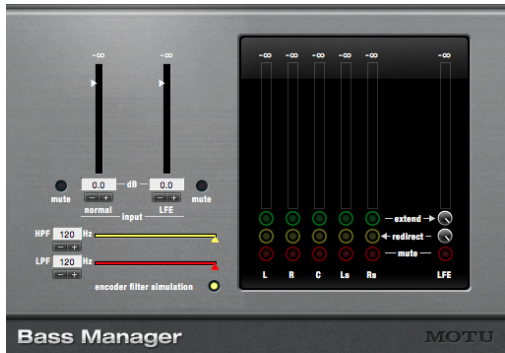 -∞ -∞ -∞ -∞ -∞ -∞ -∞ -∞
mute 0.0 dB 0.0 mute
- + - +
normal LFE
input
HPF 120 Hz
- +
LPF 120 Hz
- +
encoder filter simulation
extend
redirect
mute
L R C Ls Rs LFE
Bass Manager MOTU